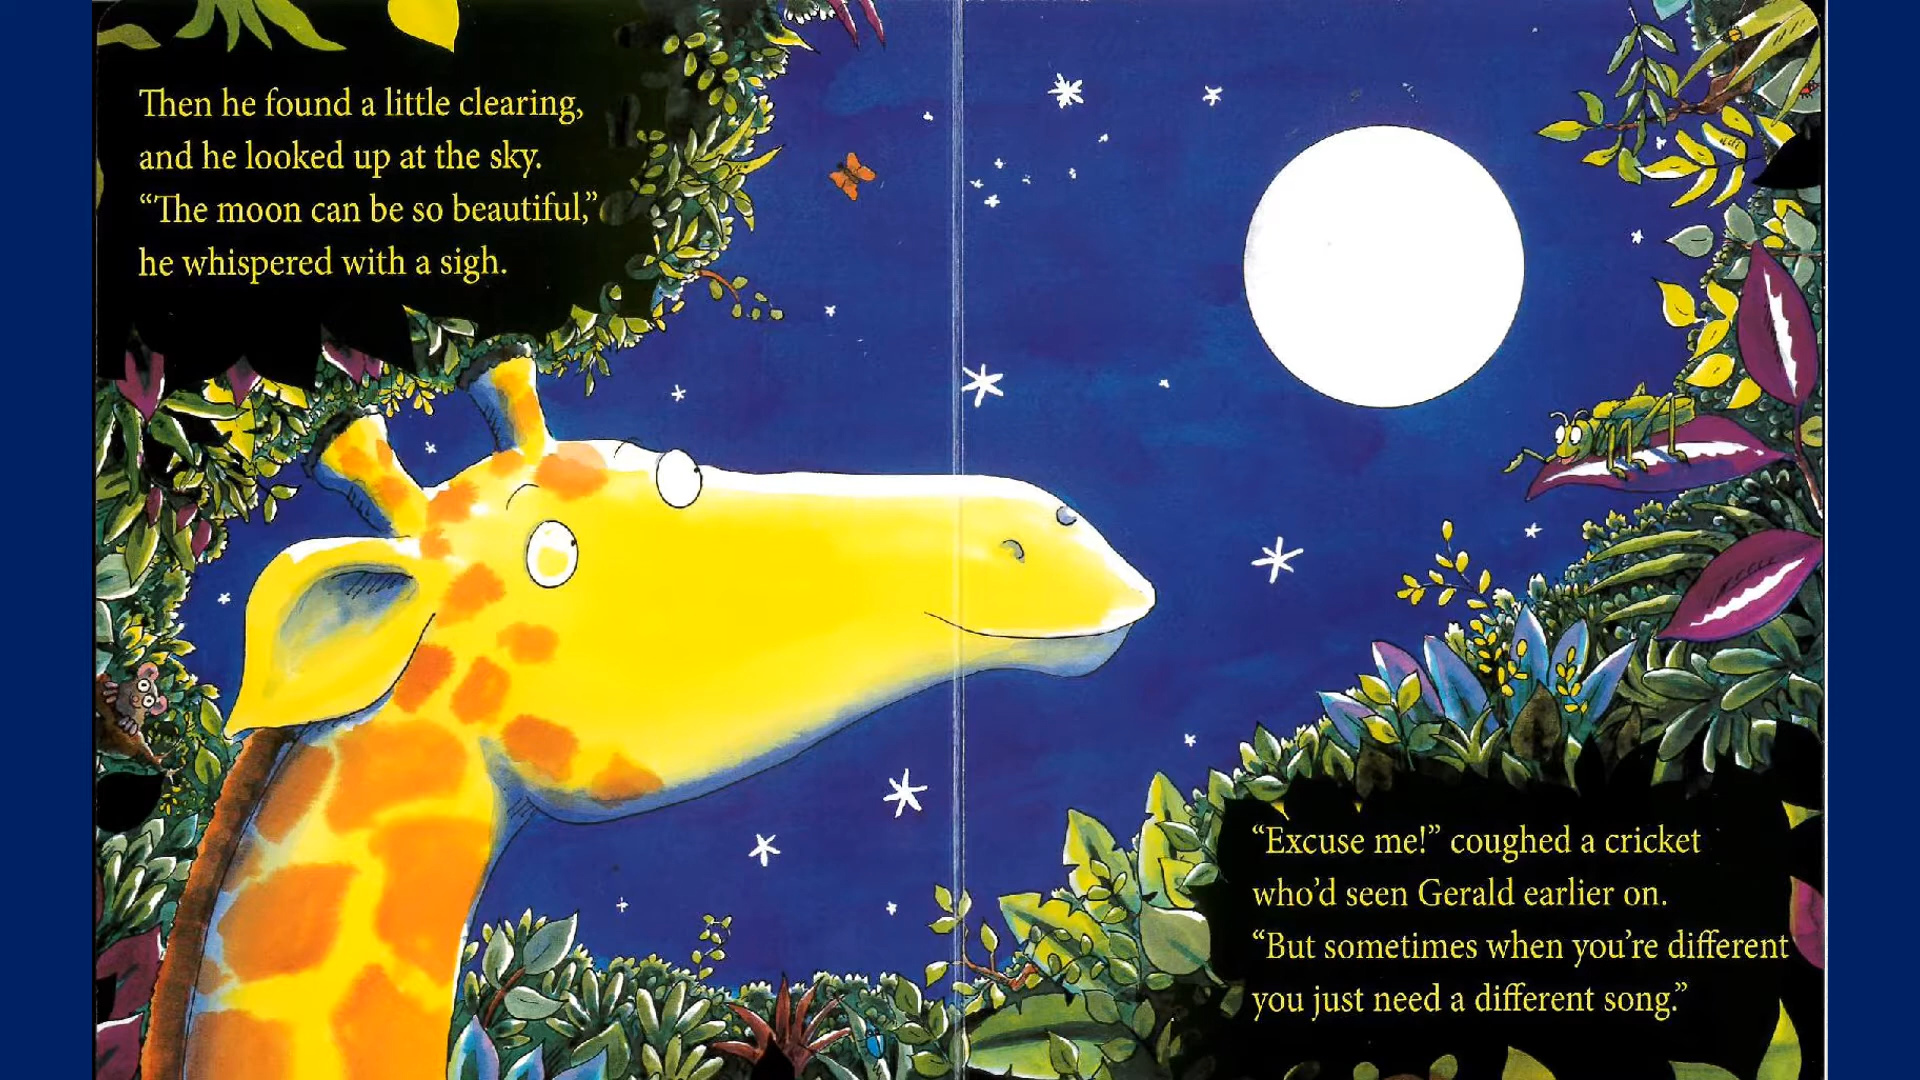 Then he found a little clearing,
and he looked up at the sky.
“The moon can be so beautiful,”
he whispered with a sigh.
“Excuse me!” coughed a cricket
who’d seen Gerald earlier on.
“But sometimes when you’re different
you just need a different song.”